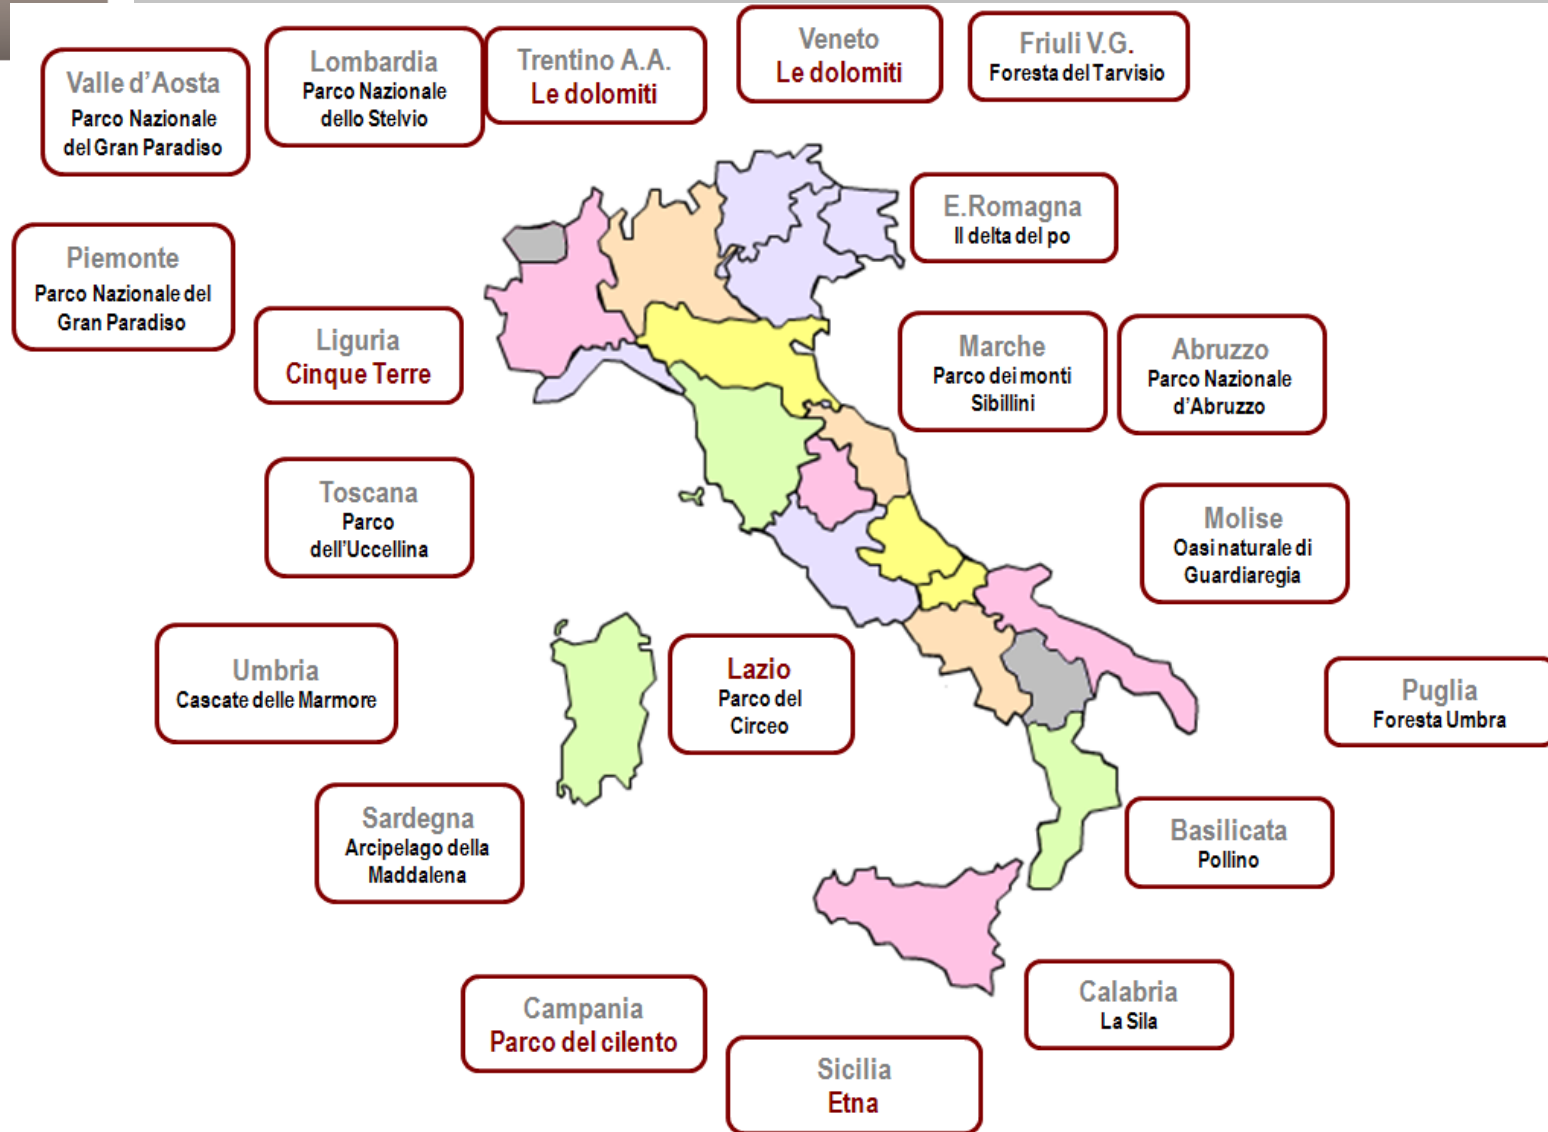 Valle d'Aosta
Parco Nazionale
del Gran Paradiso
Lombardia
Parco Nazionale
dello Stelvio
Trentino A.A.
Le dolomiti
Veneto
Le dolomiti
Friuli V.G.
Foresta del Tarvisio
Piemonte
Parco Nazionale del
Gran Paradiso
E.Romagna
Il delta del po
Liguria
Cinque Terre
Marche
Parco dei monti
Sibillini
Abruzzo
Parco Nazionale
d'Abruzzo
Toscana
Parco
dell'Uccellina
Molise
Oasi naturale di
Guardiaregia
Umbria
Cascate delle Marmore
Lazio
Parco del
Circeo
Puglia
Foresta Umbra
Sardegna
Arcipelago della
Maddalena
Basilicata
Pollino
Campania
Parco del cilento
Calabria
La Sila
Sicilia
Etna